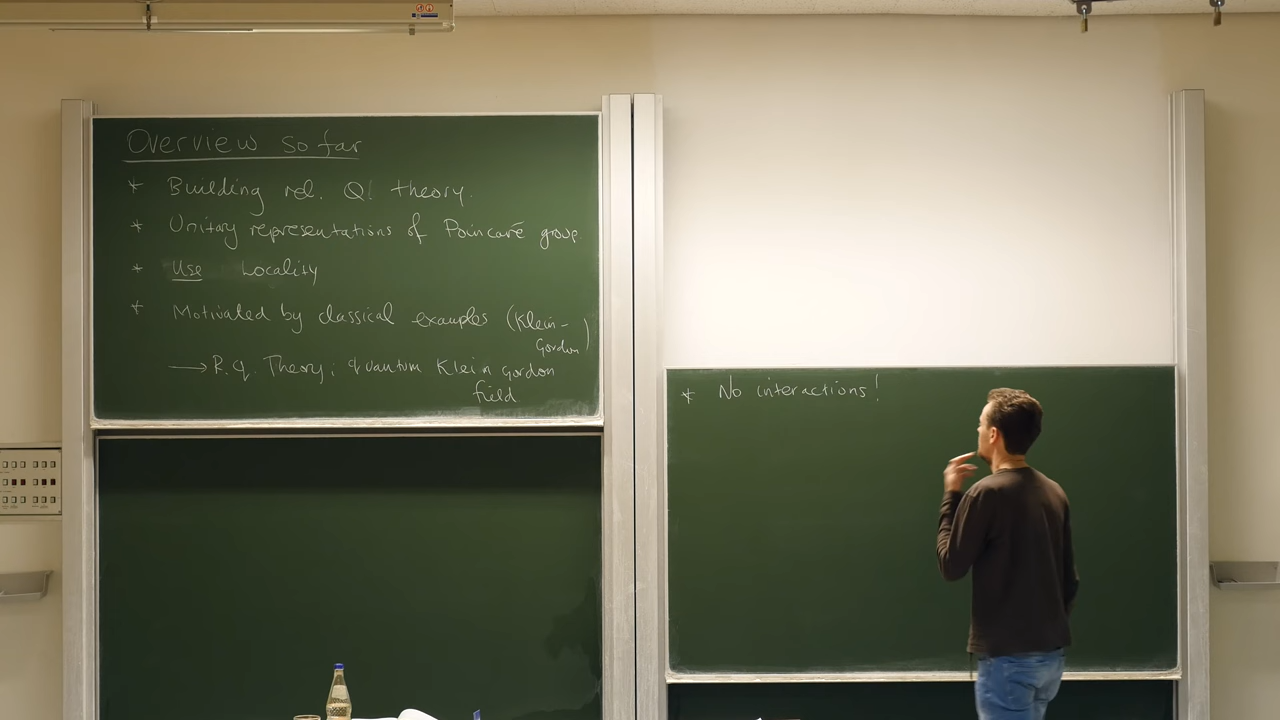 Overview so far
* Building rel. Q! theory.
* Unitary representations of Poincaré group
* Use Locality
* Motivated by classical examples (Klein-
Gordon)
→ R.q. Theory: quantum Klein Gordon
field
* No interactions!